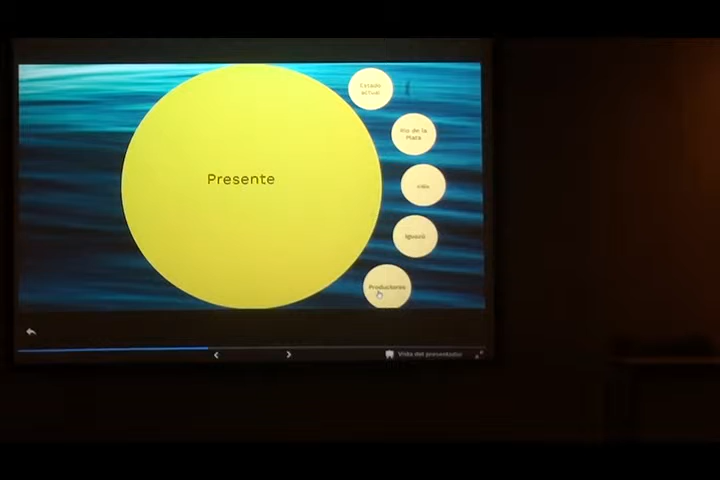 Presente
Estado
actual
Río de la
Plata
Iguazú
Productores
Vista del presentador